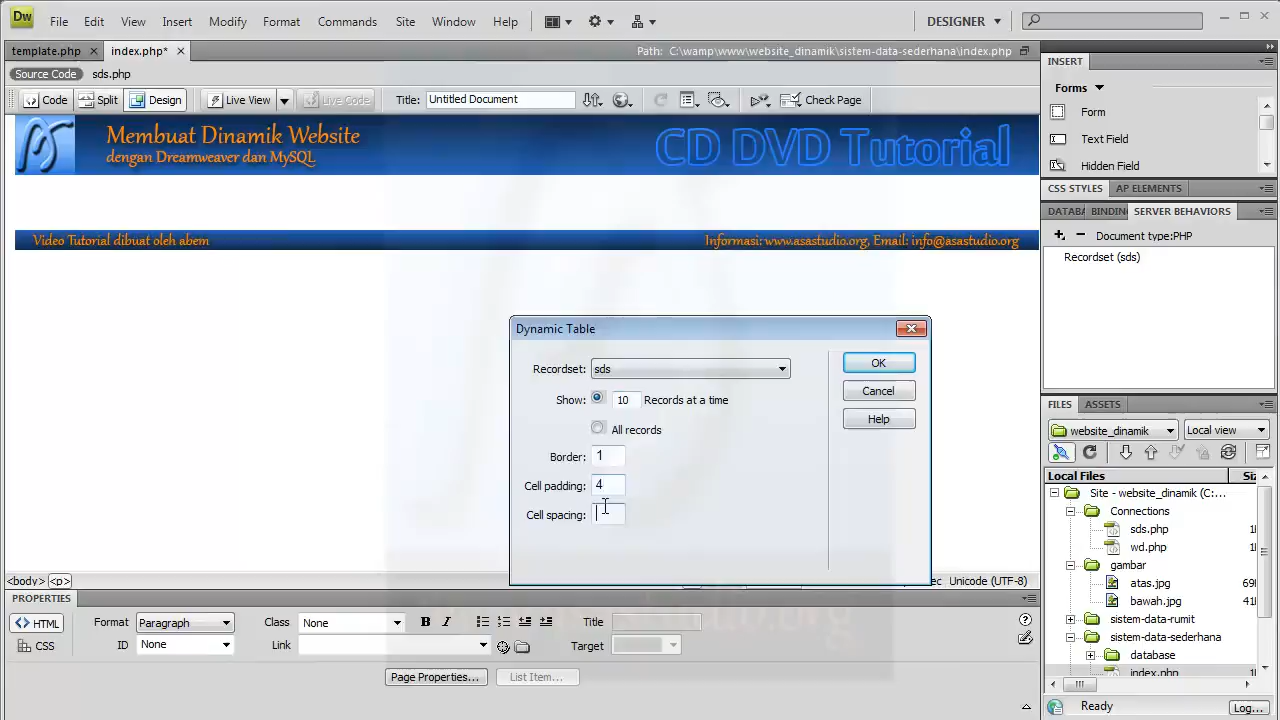 Dw File Edit View Insert Modify Format Commands Site Window Help DESIGNER
template.php index.php* Path: C:\wamp\www\website_dinamik\sistem-data-sederhana\index.php
Source Code sds.php
Code Split Design Live View Live Code Title: Untitled Document Check Page
Membuat Dinamik Website
dengan Dreamweaver dan MySQL
CD DVD Tutorial
Video Tutorial dibuat oleh abem
Informasi: www.asastudio.org, Email: info@asastudio.org
Dynamic Table
Recordset: sds
Show: 10 Records at a time
All records
Border: 1
Cell padding: 4
Cell spacing:
OK
Cancel
Help
<body> <p>
Unicode (UTF-8)
PROPERTIES
HTML Format Paragraph Class None B I Title
CSS ID None Link Target
Page Properties... List Item...
INSERT
Forms
Form
Text Field
Hidden Field
CSS STYLES AP ELEMENTS
DATABA BINDIN SERVER BEHAVIORS
Document type:PHP
Recordset (sds)
FILES ASSETS
website_dinamik Local view
Local Files Siz
Site - website_dinamik (C:...
Connections
sds.php 1
wd.php 1
gambar
atas.jpg 69
bawah.jpg 41
sistem-data-rumit
sistem-data-sederhana
database
index.php 1
Ready Log...